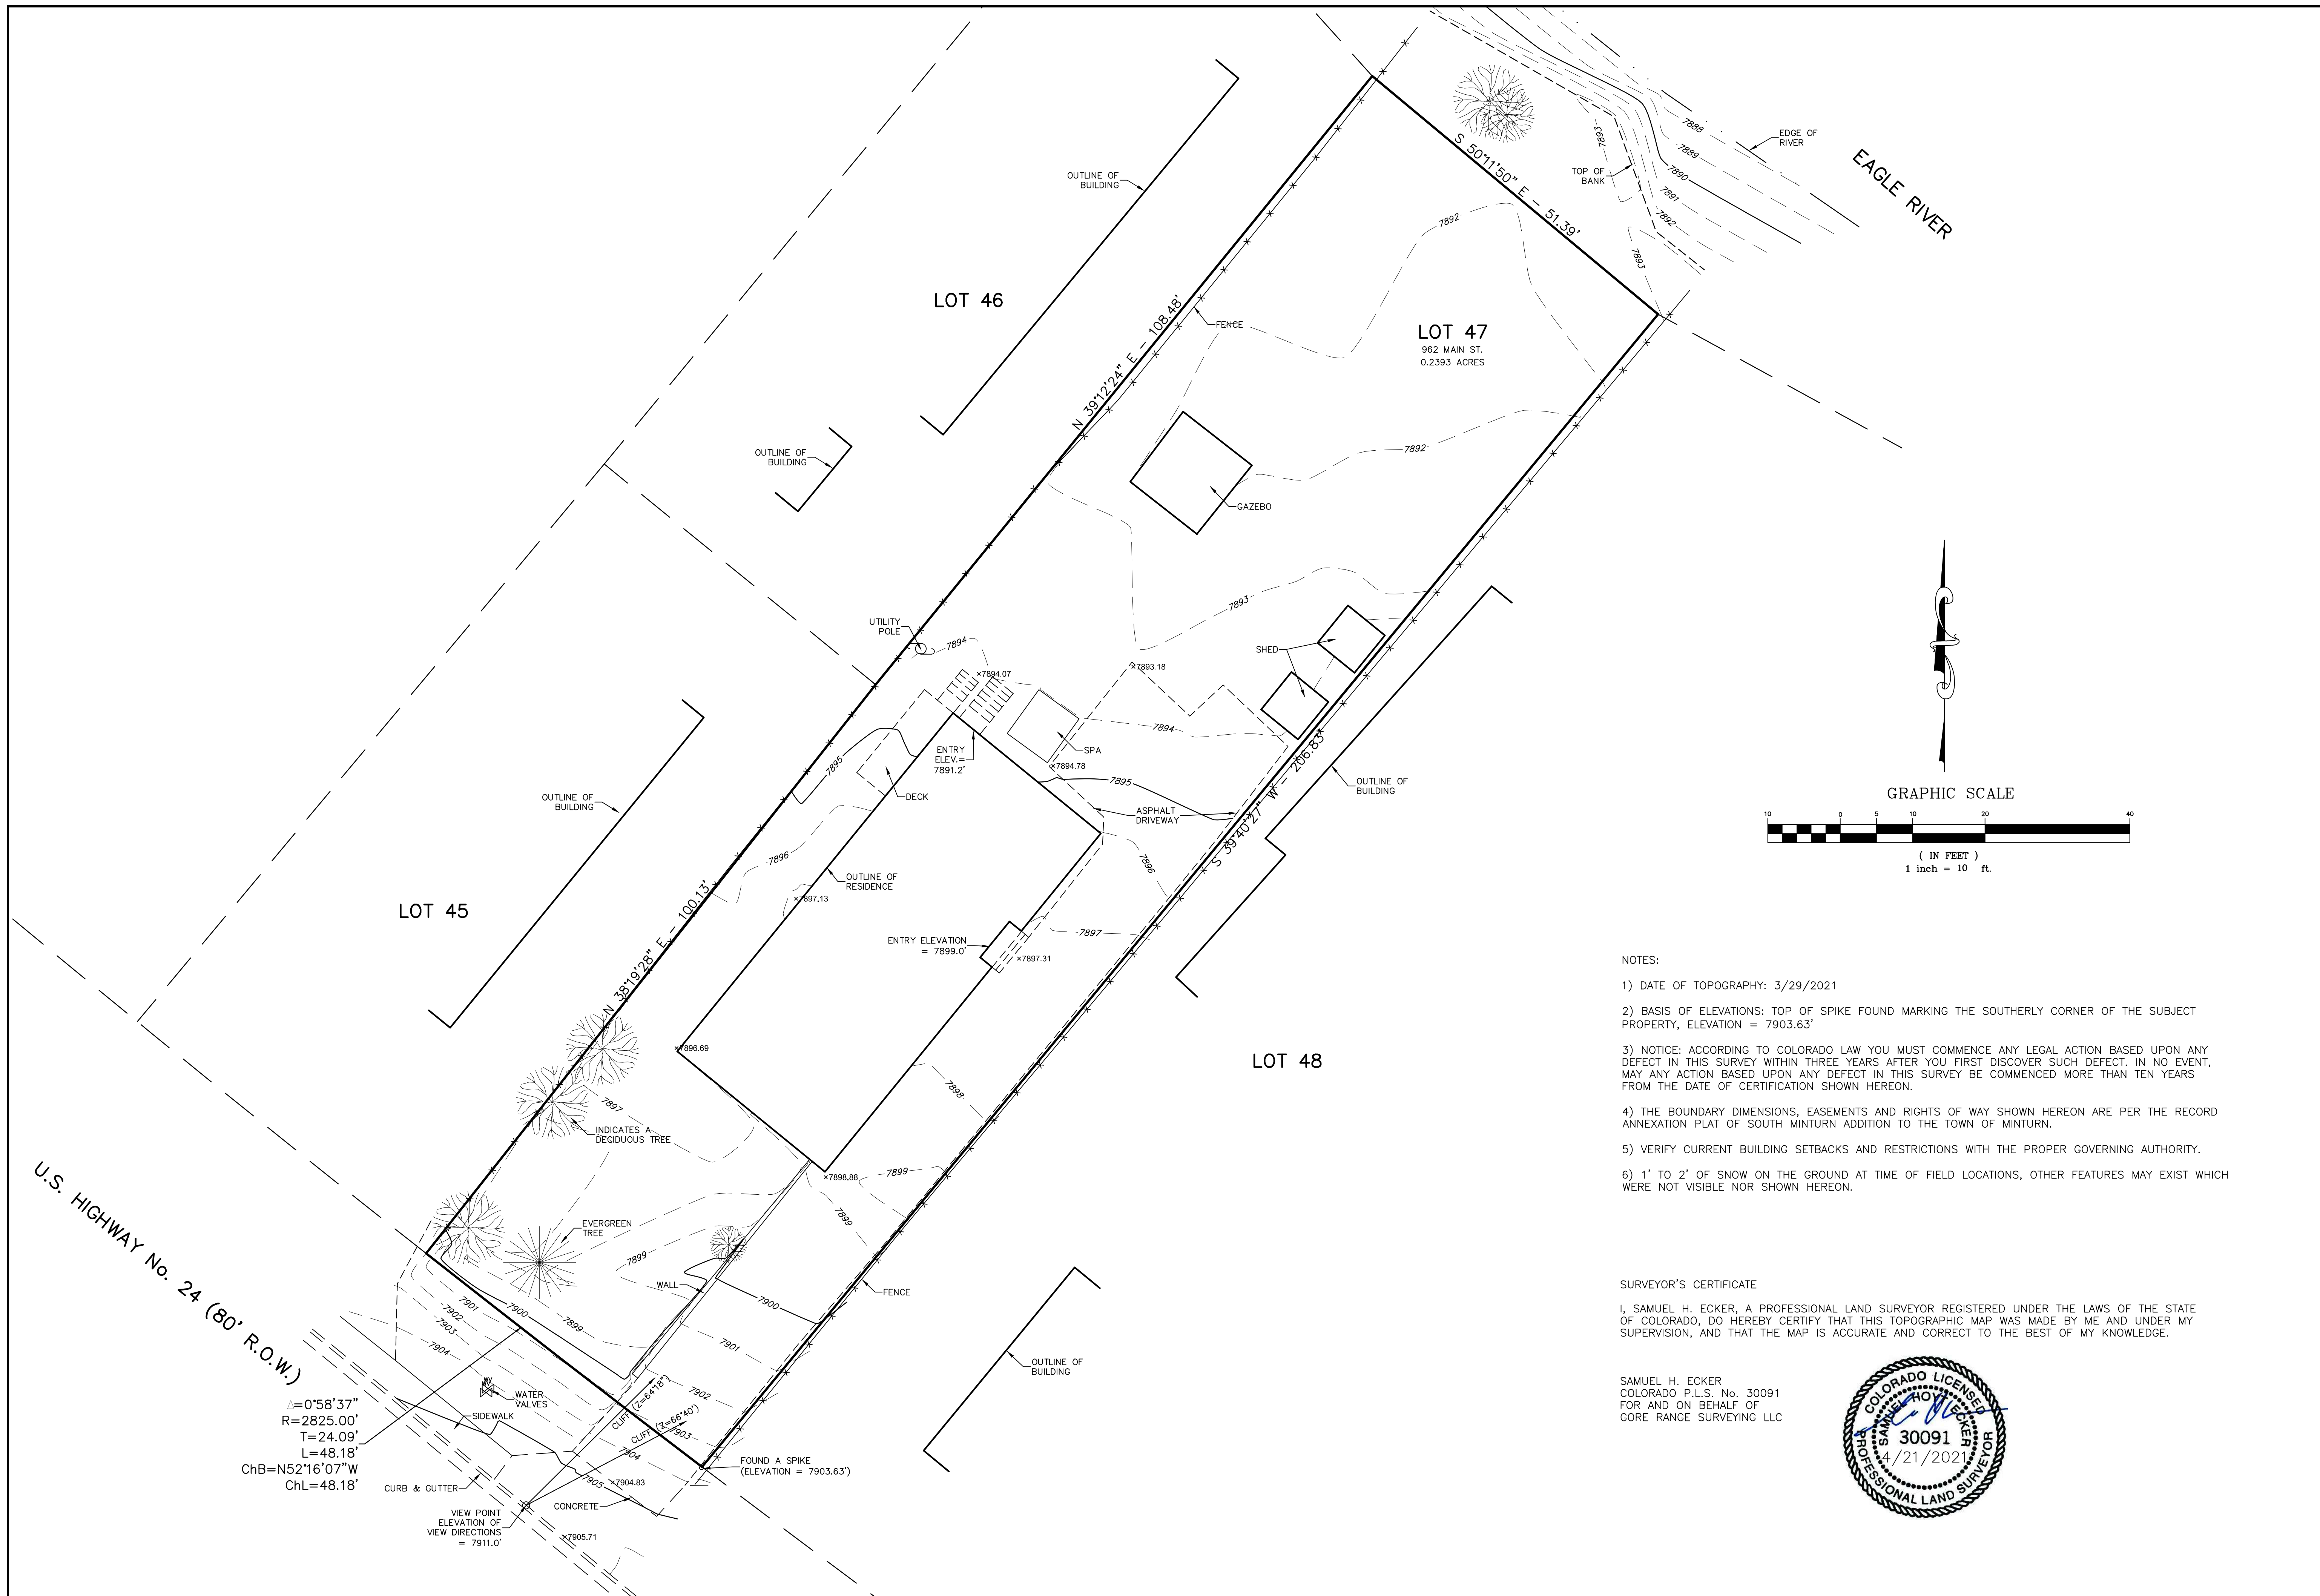 EAGLE RIVER
EDGE OF
RIVER
TOP OF
BANK
7888
7889
7890
7891
7892
7893
7893
S 50°11'50" E - 51.39'
OUTLINE OF
BUILDING
LOT 46
N 39°12'24" E - 108.48'
FENCE
7892
LOT 47
962 MAIN ST.
0.2393 ACRES
7892
OUTLINE OF
BUILDING
GAZEBO
7893
UTILITY
POLE
7894
SHED
×7894.07
×7893.18
7894
SPA
×7894.78
ENTRY
ELEV.=
7891.2'
7895
7895
DECK
ASPHALT
DRIVEWAY
S 39°40'27" W - 206.83'
OUTLINE OF
BUILDING
OUTLINE OF
BUILDING
7896
7896
OUTLINE OF
RESIDENCE
×7897.13
LOT 45
N 38°19'28" E - 100.13'
ENTRY ELEVATION
= 7899.0'
7897
×7897.31
×7896.69
LOT 48
7898
7897
INDICATES A
DECIDUOUS TREE
×7898.88
7899
7899
EVERGREEN
TREE
7899
WALL
7900
FENCE
7901
7902
7903
7904
7900
7899
7901
7902
7903
7904
7905
U.S. HIGHWAY No. 24 (80' R.O.W.)
Δ=0°58'37"
R=2825.00'
T=24.09'
L=48.18'
ChB=N52°16'07"W
ChL=48.18'
WV
WATER
VALVES
SIDEWALK
CURB & GUTTER
CLIFF (Z=64°18')
CLIFF (Z=66°40')
×7904.83
CONCRETE
VIEW POINT
ELEVATION OF
VIEW DIRECTIONS
= 7911.0'
×7905.71
FOUND A SPIKE
(ELEVATION = 7903.63')
OUTLINE OF
BUILDING
GRAPHIC SCALE
10 0 5 10 20 40
( IN FEET )
1 inch = 10 ft.
NOTES:
1) DATE OF TOPOGRAPHY: 3/29/2021
2) BASIS OF ELEVATIONS: TOP OF SPIKE FOUND MARKING THE SOUTHERLY CORNER OF THE SUBJECT
PROPERTY, ELEVATION = 7903.63'
3) NOTICE: ACCORDING TO COLORADO LAW YOU MUST COMMENCE ANY LEGAL ACTION BASED UPON ANY
DEFECT IN THIS SURVEY WITHIN THREE YEARS AFTER YOU FIRST DISCOVER SUCH DEFECT. IN NO EVENT,
MAY ANY ACTION BASED UPON ANY DEFECT IN THIS SURVEY BE COMMENCED MORE THAN TEN YEARS
FROM THE DATE OF CERTIFICATION SHOWN HEREON.
4) THE BOUNDARY DIMENSIONS, EASEMENTS AND RIGHTS OF WAY SHOWN HEREON ARE PER THE RECORD
ANNEXATION PLAT OF SOUTH MINTURN ADDITION TO THE TOWN OF MINTURN.
5) VERIFY CURRENT BUILDING SETBACKS AND RESTRICTIONS WITH THE PROPER GOVERNING AUTHORITY.
6) 1' TO 2' OF SNOW ON THE GROUND AT TIME OF FIELD LOCATIONS, OTHER FEATURES MAY EXIST WHICH
WERE NOT VISIBLE NOR SHOWN HEREON.
SURVEYOR'S CERTIFICATE
I, SAMUEL H. ECKER, A PROFESSIONAL LAND SURVEYOR REGISTERED UNDER THE LAWS OF THE STATE
OF COLORADO, DO HEREBY CERTIFY THAT THIS TOPOGRAPHIC MAP WAS MADE BY ME AND UNDER MY
SUPERVISION, AND THAT THE MAP IS ACCURATE AND CORRECT TO THE BEST OF MY KNOWLEDGE.
SAMUEL H. ECKER
COLORADO P.L.S. No. 30091
FOR AND ON BEHALF OF
GORE RANGE SURVEYING LLC
COLORADO LICENSED
SAMUEL HOYT ECKER
30091
4/21/2021
PROFESSIONAL LAND SURVEYOR